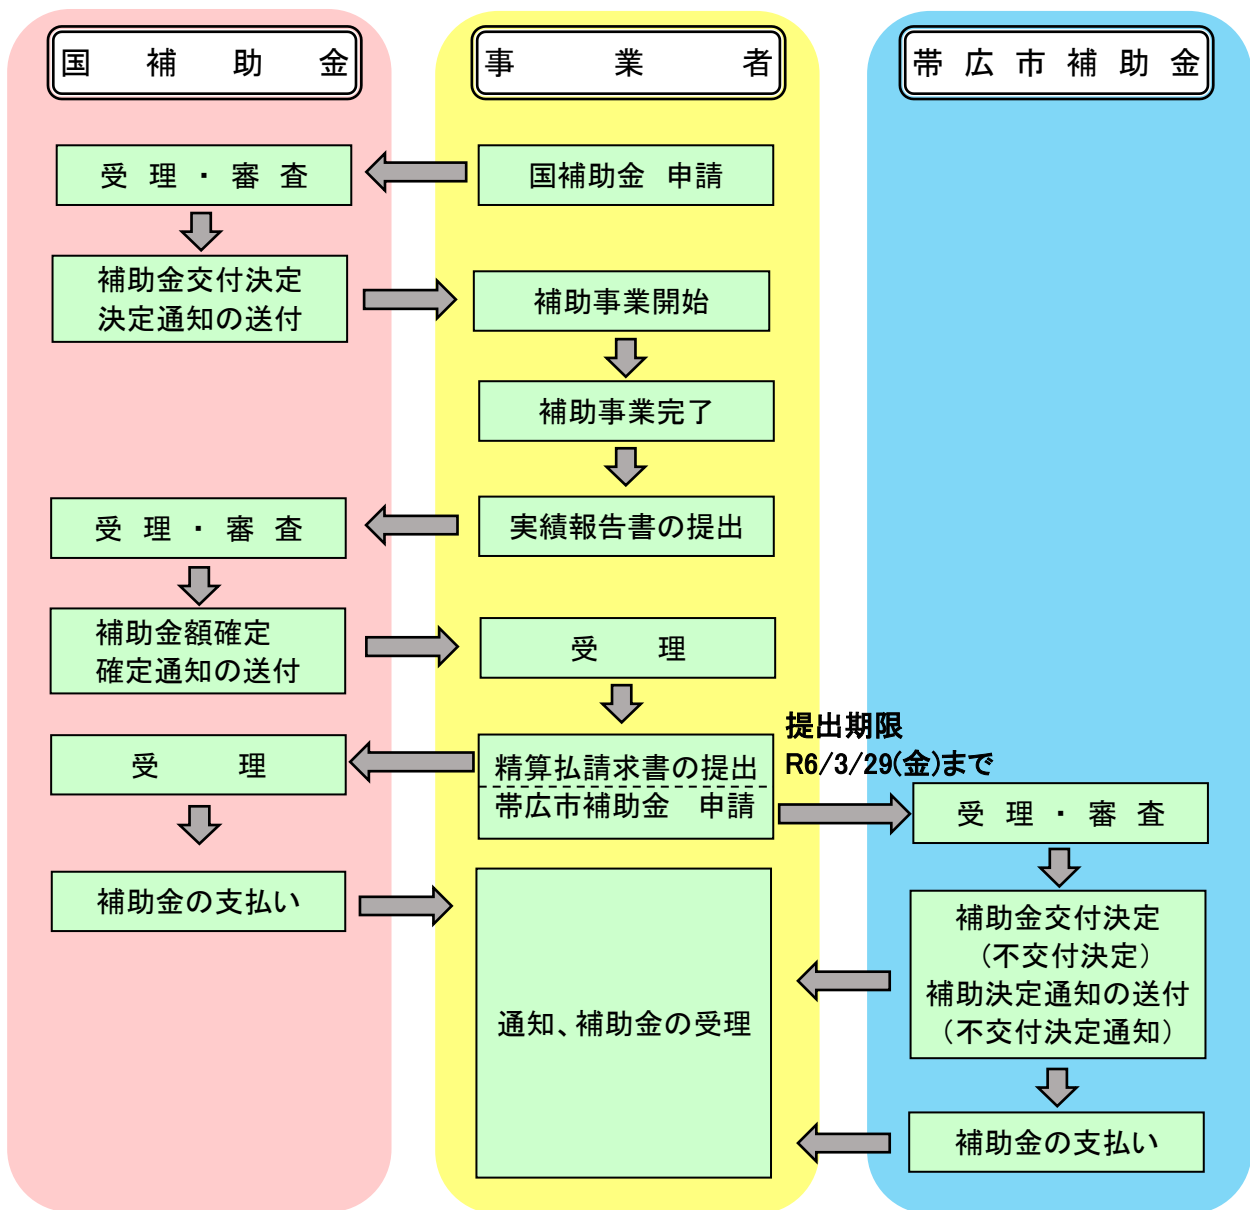 国補助金
事業者
帯広市補助金
受理・審査
国補助金 申請
補助金交付決定
決定通知の送付
補助事業開始
補助事業完了
受理・審査
実績報告書の提出
補助金額確定
確定通知の送付
受理
提出期限
R6/3/29(金)まで
受理
精算払請求書の提出
帯広市補助金 申請
受理・審査
補助金の支払い
通知、補助金の受理
補助金交付決定
(不交付決定)
補助決定通知の送付
(不交付決定通知)
補助金の支払い